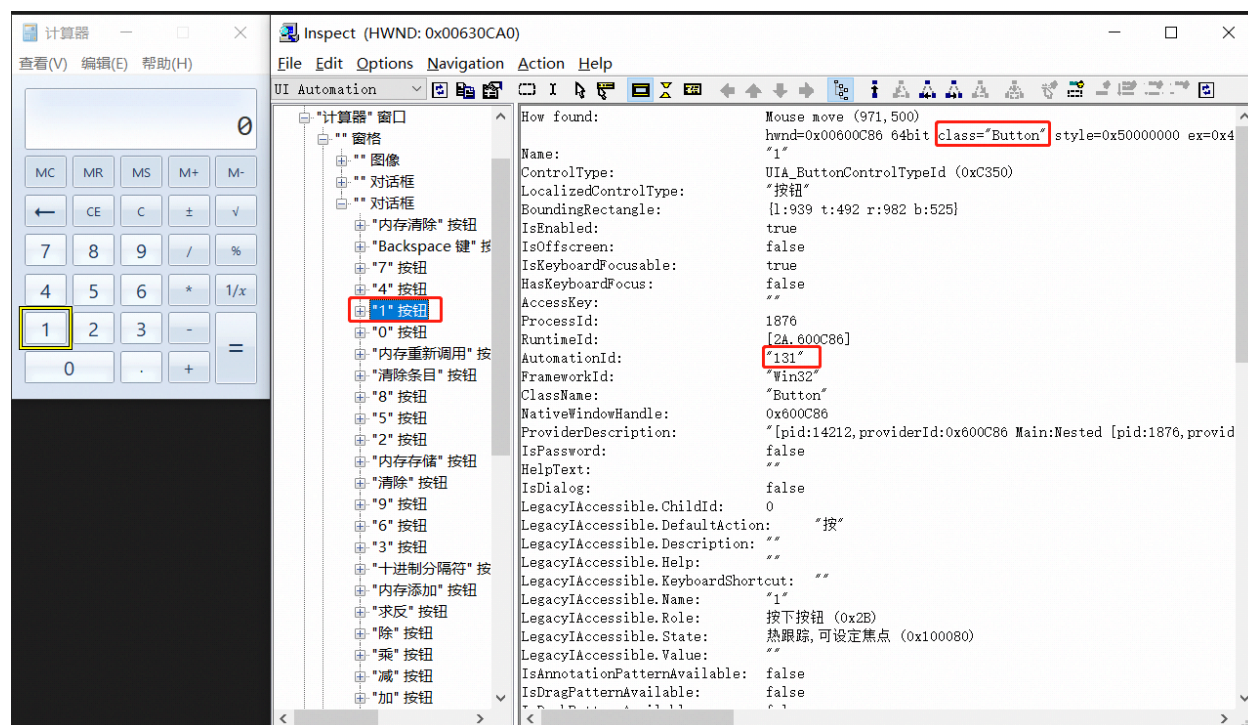 计算器
查看(V) 编辑(E) 帮助(H)
0
MC MR MS M+ M-
← CE C ± √
7 8 9 / %
4 5 6 * 1/x
1 2 3 - =
0 . +
Inspect (HWND: 0x00630CA0)
File Edit Options Navigation Action Help
UI Automation
"计算器" 窗口
"" 窗格
"" 图像
"" 对话框
"" 对话框
"内存清除" 按钮
"Backspace 键" 按
"7" 按钮
"4" 按钮
"1" 按钮
"0" 按钮
"内存重新调用" 按
"清除条目" 按钮
"8" 按钮
"5" 按钮
"2" 按钮
"内存存储" 按钮
"清除" 按钮
"9" 按钮
"6" 按钮
"3" 按钮
"十进制分隔符" 按
"内存添加" 按钮
"求反" 按钮
"除" 按钮
"乘" 按钮
"减" 按钮
"加" 按钮
How found: Mouse move (971,500)
hwnd=0x00600C86 64bit class="Button" style=0x50000000 ex=0x4
Name: "1"
ControlType: UIA_ButtonControlTypeId (0xC350)
LocalizedControlType: "按钮"
BoundingRectangle: {l:939 t:492 r:982 b:525}
IsEnabled: true
IsOffscreen: false
IsKeyboardFocusable: true
HasKeyboardFocus: false
AccessKey: ""
ProcessId: 1876
RuntimeId: [2A.600C86]
AutomationId: "131"
FrameworkId: "Win32"
ClassName: "Button"
NativeWindowHandle: 0x600C86
ProviderDescription: "[pid:14212,providerId:0x600C86 Main:Nested [pid:1876,provid
IsPassword: false
HelpText: ""
IsDialog: false
LegacyIAccessible.ChildId: 0
LegacyIAccessible.DefaultAction: "按"
LegacyIAccessible.Description: ""
LegacyIAccessible.Help: ""
LegacyIAccessible.KeyboardShortcut: ""
LegacyIAccessible.Name: "1"
LegacyIAccessible.Role: 按下按钮 (0x2B)
LegacyIAccessible.State: 热跟踪,可设定焦点 (0x100080)
LegacyIAccessible.Value: ""
IsAnnotationPatternAvailable: false
IsDragPatternAvailable: false